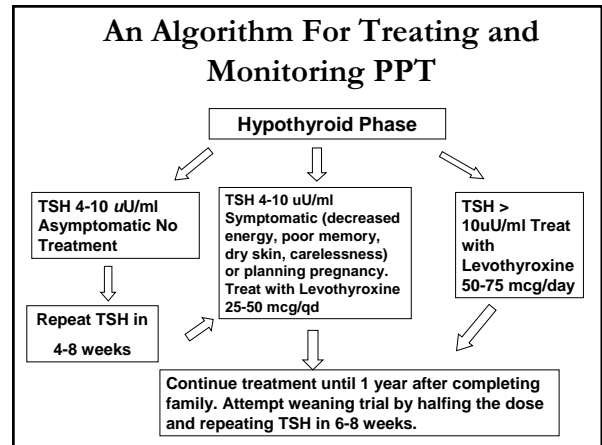 An Algorithm For Treating and
Monitoring PPT
Hypothyroid Phase
TSH 4-10 uU/ml
Asymptomatic No
Treatment
Repeat TSH in
4-8 weeks
TSH 4-10 uU/ml
Symptomatic (decreased
energy, poor memory,
dry skin, carelessness)
or planning pregnancy.
Treat with Levothyroxine
25-50 mcg/qd
TSH >
10uU/ml Treat
with
Levothyroxine
50-75 mcg/day
Continue treatment until 1 year after completing
family. Attempt weaning trial by halfing the dose
and repeating TSH in 6-8 weeks.